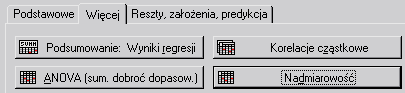 Podstawowe Więcej Reszty, założenia, predykcja
Podsumowanie: Wyniki regresji Korelacje cząstkowe
ANOVA (sum. dobroć dopasow.) Nadmiarowość